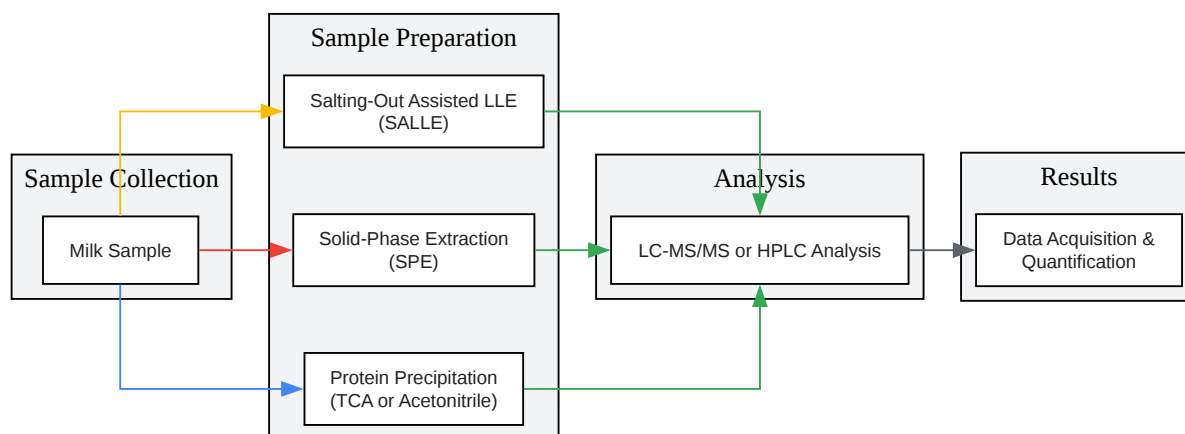 Sample Collection
Milk Sample
Sample Preparation
Salting-Out Assisted LLE
(SALLE)
Solid-Phase Extraction
(SPE)
Protein Precipitation
(TCA or Acetonitrile)
Analysis
LC-MS/MS or HPLC Analysis
Results
Data Acquisition &
Quantification